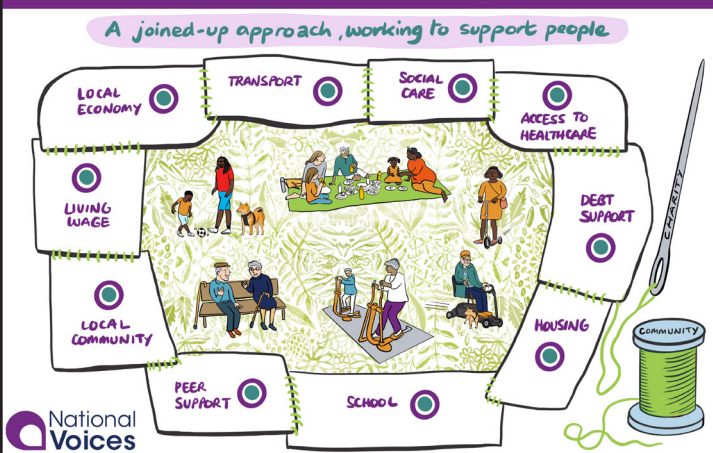 A joined-up approach, working to support people
LOCAL
ECONOMY
TRANSPORT
SOCIAL
CARE
ACCESS TO
HEALTHCARE
LIVING
WAGE
DEBT
SUPPORT
CHARITY
LOCAL
COMMUNITY
HOUSING
COMMUNITY
PEER
SUPPORT
SCHOOL
National
Voices